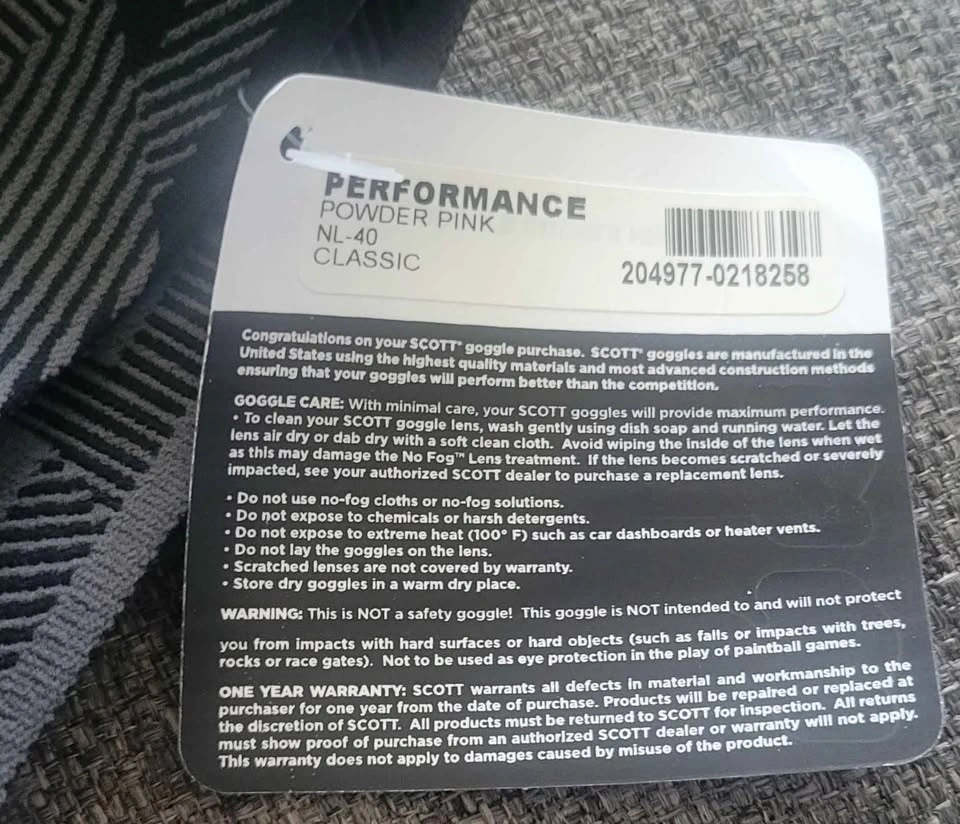 PERFORMANCE
POWDER PINK
NL-40
CLASSIC
204977-0218258
Congratulations on your SCOTT® goggle purchase. SCOTT® goggles are manufactured in the
United States using the highest quality materials and most advanced construction methods
ensuring that your goggles will perform better than the competition.
GOGGLE CARE: With minimal care, your SCOTT goggles will provide maximum performance.
• To clean your SCOTT goggle lens, wash gently using dish soap and running water. Let the
lens air dry or dab dry with a soft clean cloth. Avoid wiping the inside of the lens when wet
as this may damage the No Fog™ Lens treatment. If the lens becomes scratched or severely
impacted, see your authorized SCOTT dealer to purchase a replacement lens.
• Do not use no-fog cloths or no-fog solutions.
• Do not expose to chemicals or harsh detergents.
• Do not expose to extreme heat (100° F) such as car dashboards or heater vents.
• Do not lay the goggles on the lens.
• Scratched lenses are not covered by warranty.
• Store dry goggles in a warm dry place.
WARNING: This is NOT a safety goggle! This goggle is NOT intended to and will not protect
you from impacts with hard surfaces or hard objects (such as falls or impacts with trees,
rocks or race gates). Not to be used as eye protection in the play of paintball games.
ONE YEAR WARRANTY: SCOTT warrants all defects in material and workmanship to the
purchaser for one year from the date of purchase. Products will be repaired or replaced at
the discretion of SCOTT. All products must be returned to SCOTT for inspection. All returns
must show proof of purchase from an authorized SCOTT dealer or warranty will not apply.
This warranty does not apply to damages caused by misuse of the product.